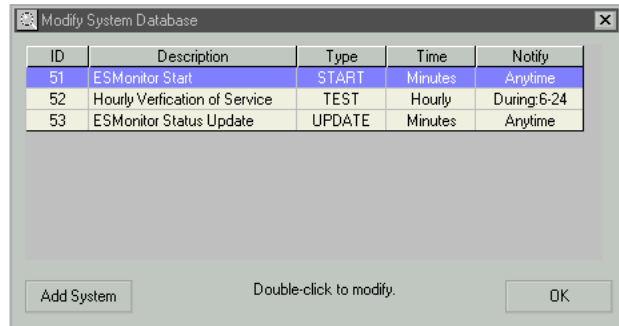 Modify System Database
ID Description Type Time Notify
51 ESMonitor Start START Minutes Anytime
52 Hourly Verfication of Service TEST Hourly During:6-24
53 ESMonitor Status Update UPDATE Minutes Anytime
Add System Double-click to modify. OK